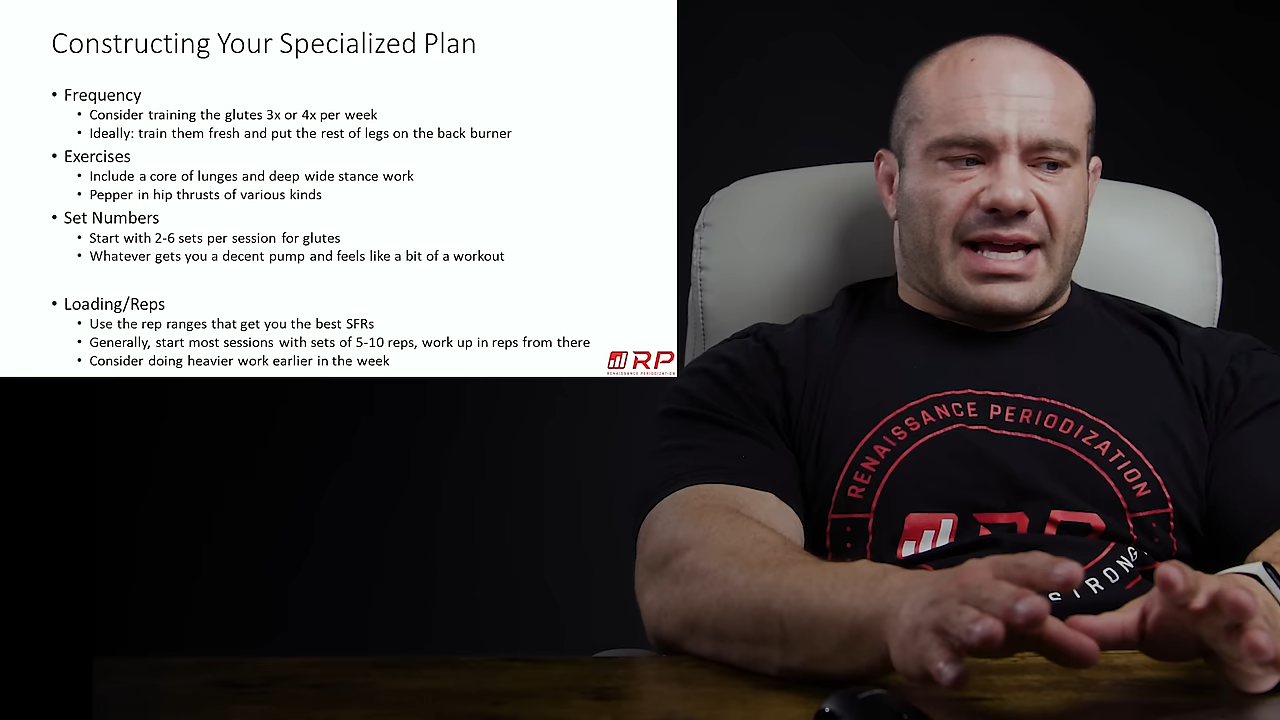 Constructing Your Specialized Plan
• Frequency
• Consider training the glutes 3x or 4x per week
• Ideally: train them fresh and put the rest of legs on the back burner
• Exercises
• Include a core of lunges and deep wide stance work
• Pepper in hip thrusts of various kinds
• Set Numbers
• Start with 2-6 sets per session for glutes
• Whatever gets you a decent pump and feels like a bit of a workout
• Loading/Reps
• Use the rep ranges that get you the best SFRs
• Generally, start most sessions with sets of 5-10 reps, work up in reps from there
• Consider doing heavier work earlier in the week
RP
RENAISSANCE PERIODIZATION
RENAISSANCE PERIODIZATION
RP
STRONG